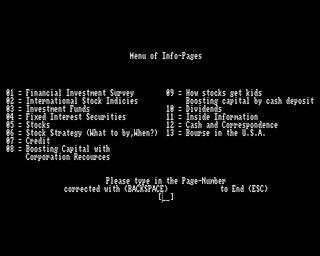 Menu of Info-Pages
01 = Financial Investment Survey
02 = International Stock Indicies
03 = Investment Funds
04 = Fixed Interest Securities
05 = Stocks
06 = Stock Strategy (What to by,When?)
07 = Credit
08 = Boosting Capital with
Corporation Recources
09 = How stocks get kids
Boosting capital by cash deposit
10 = Dividends
11 = Inside Information
12 = Cash and Correspondence
13 = Bourse in the U.S.A.
Please type in the Page-Number
corrected with (BACKSPACE) to End (ESC)
[__]